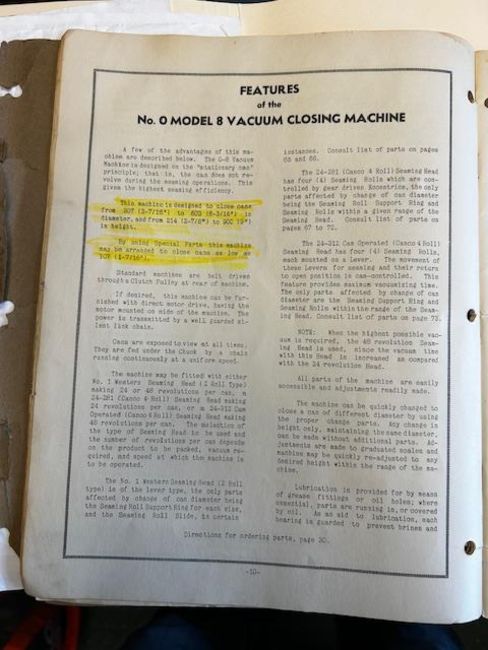 FEATURES
of the
No. 0 MODEL 8 VACUUM CLOSING MACHINE
A few of the advantages of this ma-
chine are described below. The 0-8 Vacuum
Machine is designed on the "stationary can"
principle; that is, the can does not re-
volve during the seaming operations. This
gives the highest seaming efficiency.
This machine is designed to close cans
from 207 (2-7/16") to 603 (6-3/16") in
diameter, and from 214 (2-7/8") to 900 (9")
in height.
By using Special Parts this machine
may be arranged to close cans as low as
107 (1-7/16").
Standard machines are belt driven
through a Clutch Pulley at rear of machine.
If desired, this machine can be fur-
nished with direct motor drive, having the
motor mounted on side of the machine. The
power is transmitted by a well guarded si-
lent link chain.
Cans are exposed to view at all times.
They are fed under the Chuck by a chain
running continuously at a uniform speed.
The machine may be fitted with either
No. 1 Western Seaming Head (2 Roll Type)
making 24 or 48 revolutions per can, a
24-281 (Canco 4 Roll) Seaming Head making
24 revolutions per can, or a 24-312 Cam
Operated (Canco 4 Roll) Seaming Head making
48 revolutions per can. The selection of
the type of Seaming Head to be used and
the number of revolutions per can depends
on the product to be packed, vacuum re-
quired, and speed at which the machine is
to be operated.
The No. 1 Western Seaming Head (2 Roll
type) is of the lever type, the only parts
affected by change of can diameter being
the Seaming Roll Support Ring for each size,
and the Seaming Roll Slide, in certain
instances. Consult list of parts on pages
65 and 66.
The 24-281 (Canco 4 Roll) Seaming Head
has four (4) Seaming Rolls which are con-
trolled by gear driven Eccentrics, the only
parts affected by change of can diameter
being the Seaming Roll Support Ring and
Seaming Rolls within a given range of the
Seaming Head. Consult list of parts on
pages 67 to 72.
The 24-312 Cam Operated (Canco 4 Roll)
Seaming Head has four (4) Seaming Rolls,
each mounted on a Lever. The movement of
these Levers for seaming and their return
to open position is cam-controlled. This
feature provides maximum vacuumizing time.
The only parts affected by change of can
diameter are the Seaming Support Ring and
Seaming Rolls within the range of the Seam-
ing Head. Consult list of parts on page 73.
NOTE: When the highest possible vac-
uum is required, the 48 revolution Seam-
ing Head is used, since the vacuum time
with this Head is increased as compared
with the 24 revolution Head.
All parts of the machine are easily
accessible and adjustments readily made.
The machine can be quickly changed to
close a can of different diameter by using
the proper change parts. Any change in
height only, maintaining the same diameter,
can be made without additional parts. Ad-
justments are made to graduated scales and
machine may be quickly re-adjusted to any
desired height within the range of the ma-
chine.
Lubrication is provided for by means
of grease fittings or oil holes; where
essential, parts are running in, or covered
by oil. As an aid to lubrication, each
bearing is guarded to prevent brines and
Directions for ordering parts, page 30.
-10-